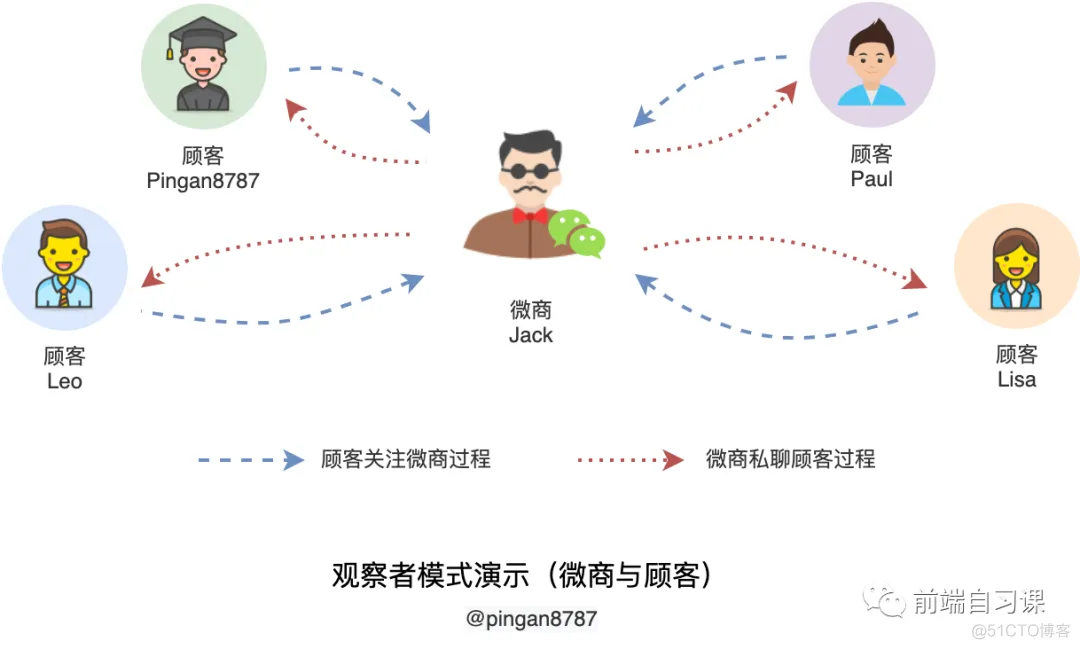 顾客
Pingan8787
顾客
Paul
微商
Jack
顾客
Leo
顾客
Lisa
顾客关注微商过程
微商私聊顾客过程
观察者模式演示（微商与顾客）
@pingan8787
前端自习课
@51CTO博客